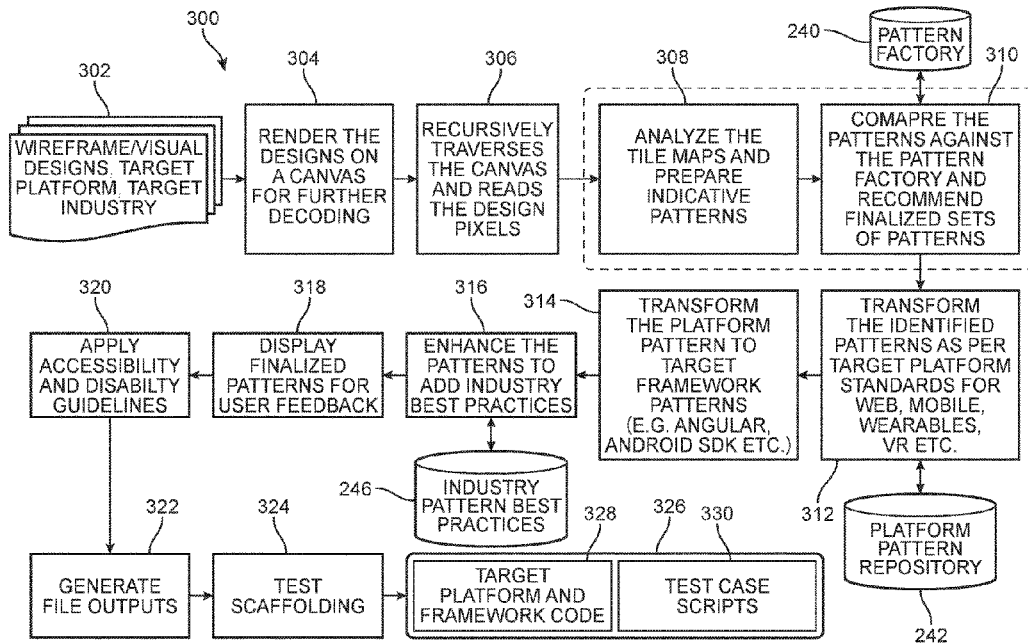 300
302
WIREFRAME/VISUAL
DESIGNS, TARGET
PLATFORM, TARGET
INDUSTRY
304
RENDER THE
DESIGNS ON
A CANVAS
FOR FURTHER
DECODING
306
RECURSIVELY
TRAVERSES
THE CANVAS
AND READS
THE DESIGN
PIXELS
308
ANALYZE THE
TILE MAPS AND
PREPARE
INDICATIVE
PATTERNS
240
PATTERN
FACTORY
310
COMAPRE THE
PATTERNS AGAINST
THE PATTERN
FACTORY AND
RECOMMEND
FINALIZED SETS
OF PATTERNS
320
APPLY
ACCESSIBILITY
AND DISABILTY
GUIDELINES
318
DISPLAY
FINALIZED
PATTERNS FOR
USER FEEDBACK
316
ENHANCE THE
PATTERNS TO
ADD INDUSTRY
BEST PRACTICES
314
TRANSFORM
THE PLATFORM
PATTERN TO
TARGET
FRAMEWORK
PATTERNS
(E.G. ANGULAR,
ANDROID SDK ETC.)
TRANSFORM
THE IDENTIFIED
PATTERNS AS PER
TARGET PLATFORM
STANDARDS FOR
WEB, MOBILE,
WEARABLES,
VR ETC.
312
246
INDUSTRY
PATTERN BEST
PRACTICES
PLATFORM
PATTERN
REPOSITORY
242
322
GENERATE
FILE OUTPUTS
324
TEST
SCAFFOLDING
328
326
330
TARGET
PLATFORM AND
FRAMEWORK CODE
TEST CASE
SCRIPTS